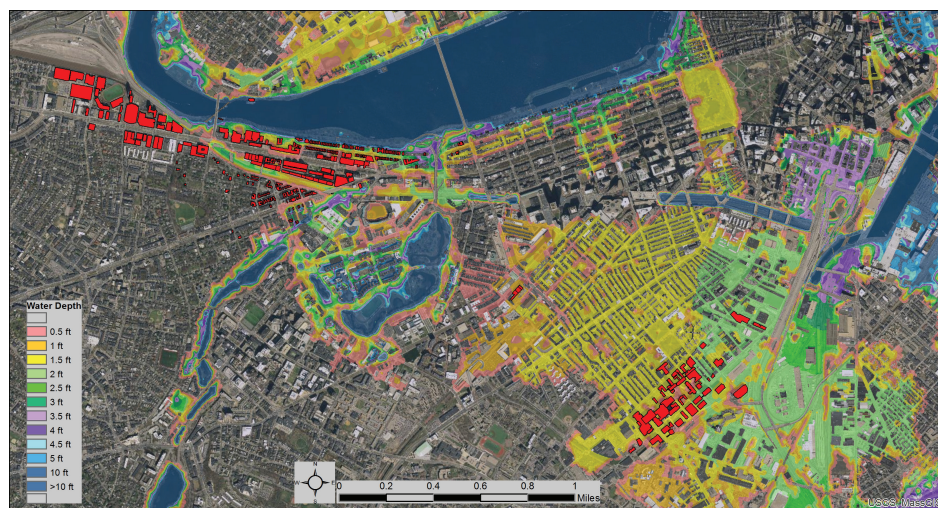 Water Depth
0.5 ft
1 ft
1.5 ft
2 ft
2.5 ft
3 ft
3.5 ft
4 ft
4.5 ft
5 ft
10 ft
>10 ft
N
W E
S
0 0.2 0.4 0.6 0.8 1
Miles
USGS, MassGIS